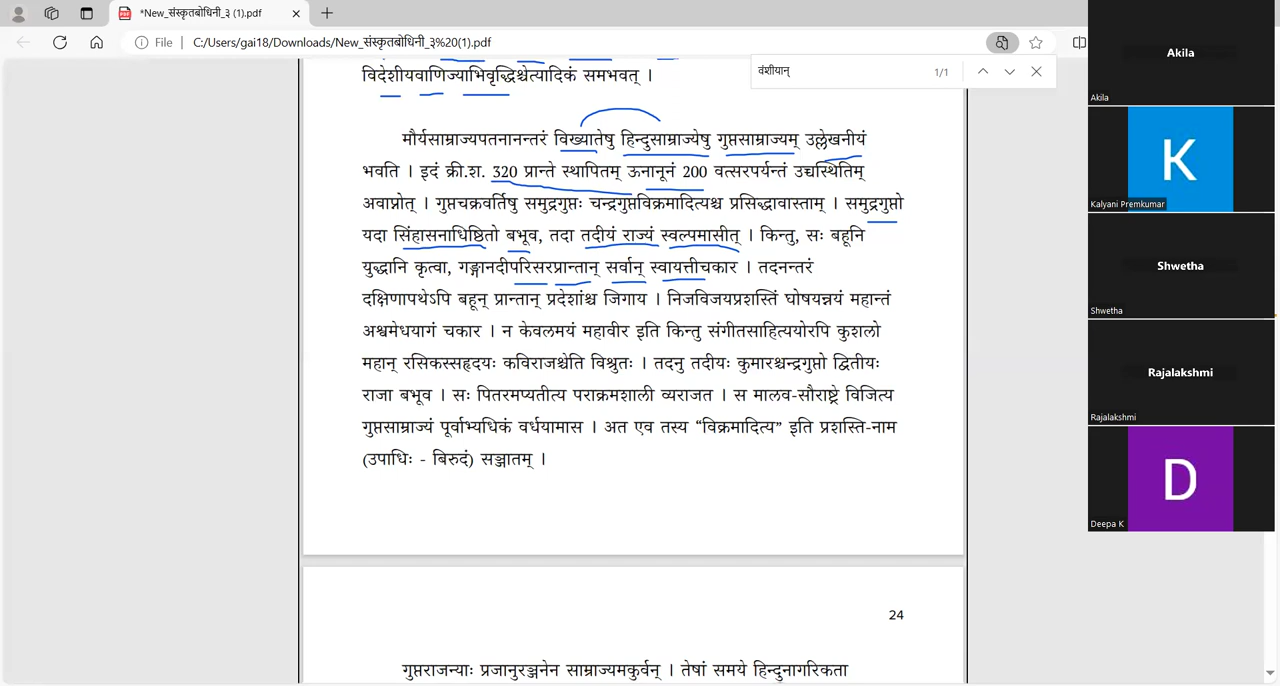 *New_संस्कृतबोधिनी_३ (1).pdf
File
C:/Users/gai18/Downloads/New_संस्कृतबोधिनी_३%20(1).pdf
वंशीयान्
1/1
विदेशीयवाणिज्याभिवृद्धिश्चेत्यादिकं समभवत् ।
मौर्यसाम्राज्यपतनानन्तरं विख्यातेषु हिन्दुसाम्राज्येषु गुप्तसाम्राज्यम् उल्लेखनीयं
भवति । इदं क्री.श. 320 प्रान्ते स्थापितम् ऊनानूनं 200 वत्सरपर्यन्तं उच्चस्थितिम्
अवाप्नोत् । गुप्तचक्रवर्तिषु समुद्रगुप्तः चन्द्रगुप्तविक्रमादित्यश्च प्रसिद्धावास्ताम् । समुद्रगुप्तो
यदा सिंहासनाधिष्ठितो बभूव, तदा तदीयं राज्यं स्वल्पमासीत् । किन्तु, सः बहूनि
युद्धानि कृत्वा, गङ्गानदीपरिसरप्रान्तान् सर्वान् स्वायत्तीचकार । तदनन्तरं
दक्षिणापथेऽपि बहून् प्रान्तान् प्रदेशांश्च जिगाय । निजविजयप्रशस्तिं घोषयन्नयं महान्तं
अश्वमेधयागं चकार । न केवलमयं महावीर इति किन्तु संगीतसाहित्ययोरपि कुशलो
महान् रसिकस्सहृदयः कविराजश्चेति विश्रुतः । तदनु तदीयः कुमारश्चन्द्रगुप्तो द्वितीयः
राजा बभूव । सः पितरमप्यतीत्य पराक्रमशाली व्यराजत । स मालव-सौराष्ट्रे विजित्य
गुप्तसाम्राज्यं पूर्वाभ्यधिकं वर्धयामास । अत एव तस्य “विक्रमादित्य” इति प्रशस्ति-नाम
(उपाधिः - बिरुदं) सञ्जातम् ।
24
गुप्तराजन्याः प्रजानुरञ्जनेन साम्राज्यमकुर्वन् । तेषां समये हिन्दुनागरिकता
Akila
Akila
K
Kalyani Premkumar
Shwetha
Shwetha
Rajalakshmi
Rajalakshmi
D
Deepa K